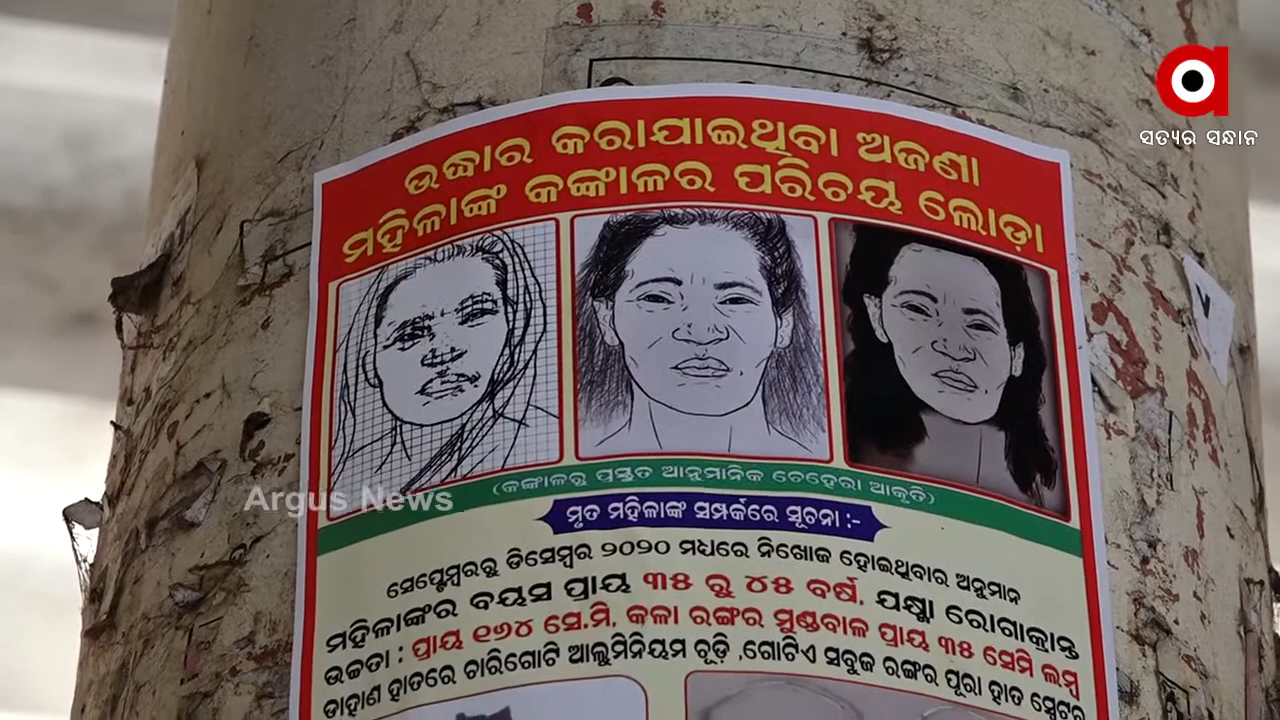 ସତ୍ୟର ସନ୍ଧାନ
ଉଦ୍ଧାର କରାଯାଇଥିବା ଅଜଣା
ମହିଳାଙ୍କ କଙ୍କାଳର ପରିଚୟ ଲୋଡ଼ା
(କଙ୍କାଳରୁ ପ୍ରସ୍ତୁତ ଆନୁମାନିକ ଚେହେରା ଆକୃତି)
Argus News
ମୃତ ମହିଳାଙ୍କ ସମ୍ପର୍କରେ ସୂଚନା :-
ସେପ୍ଟେମ୍ବରରୁ ଡିସେମ୍ବର ୨୦୨୦ ମଧ୍ୟରେ ନିଖୋଜ ହୋଇଥିବାର ଅନୁମାନ
ମହିଳାଙ୍କର ବୟସ ପ୍ରାୟ ୩୫ ରୁ ୪୫ ବର୍ଷ, ଯକ୍ଷ୍ମା ରୋଗାକ୍ରାନ୍ତ
ଉଚ୍ଚତା : ପ୍ରାୟ ୧୬୪ ସେ.ମି, କଳା ରଙ୍ଗର ମୁଣ୍ଡବାଳ ପ୍ରାୟ ୩୫ ସେମି ଲମ୍ବ
ଡାହାଣ ହାତରେ ଚାରିଗୋଟି ଆଲୁମିନିୟମ ଚୂଡ଼ି ,ଗୋଟିଏ ସବୁଜ ରଙ୍ଗର ପୂରା ହାତ ସ୍ୱେଟର